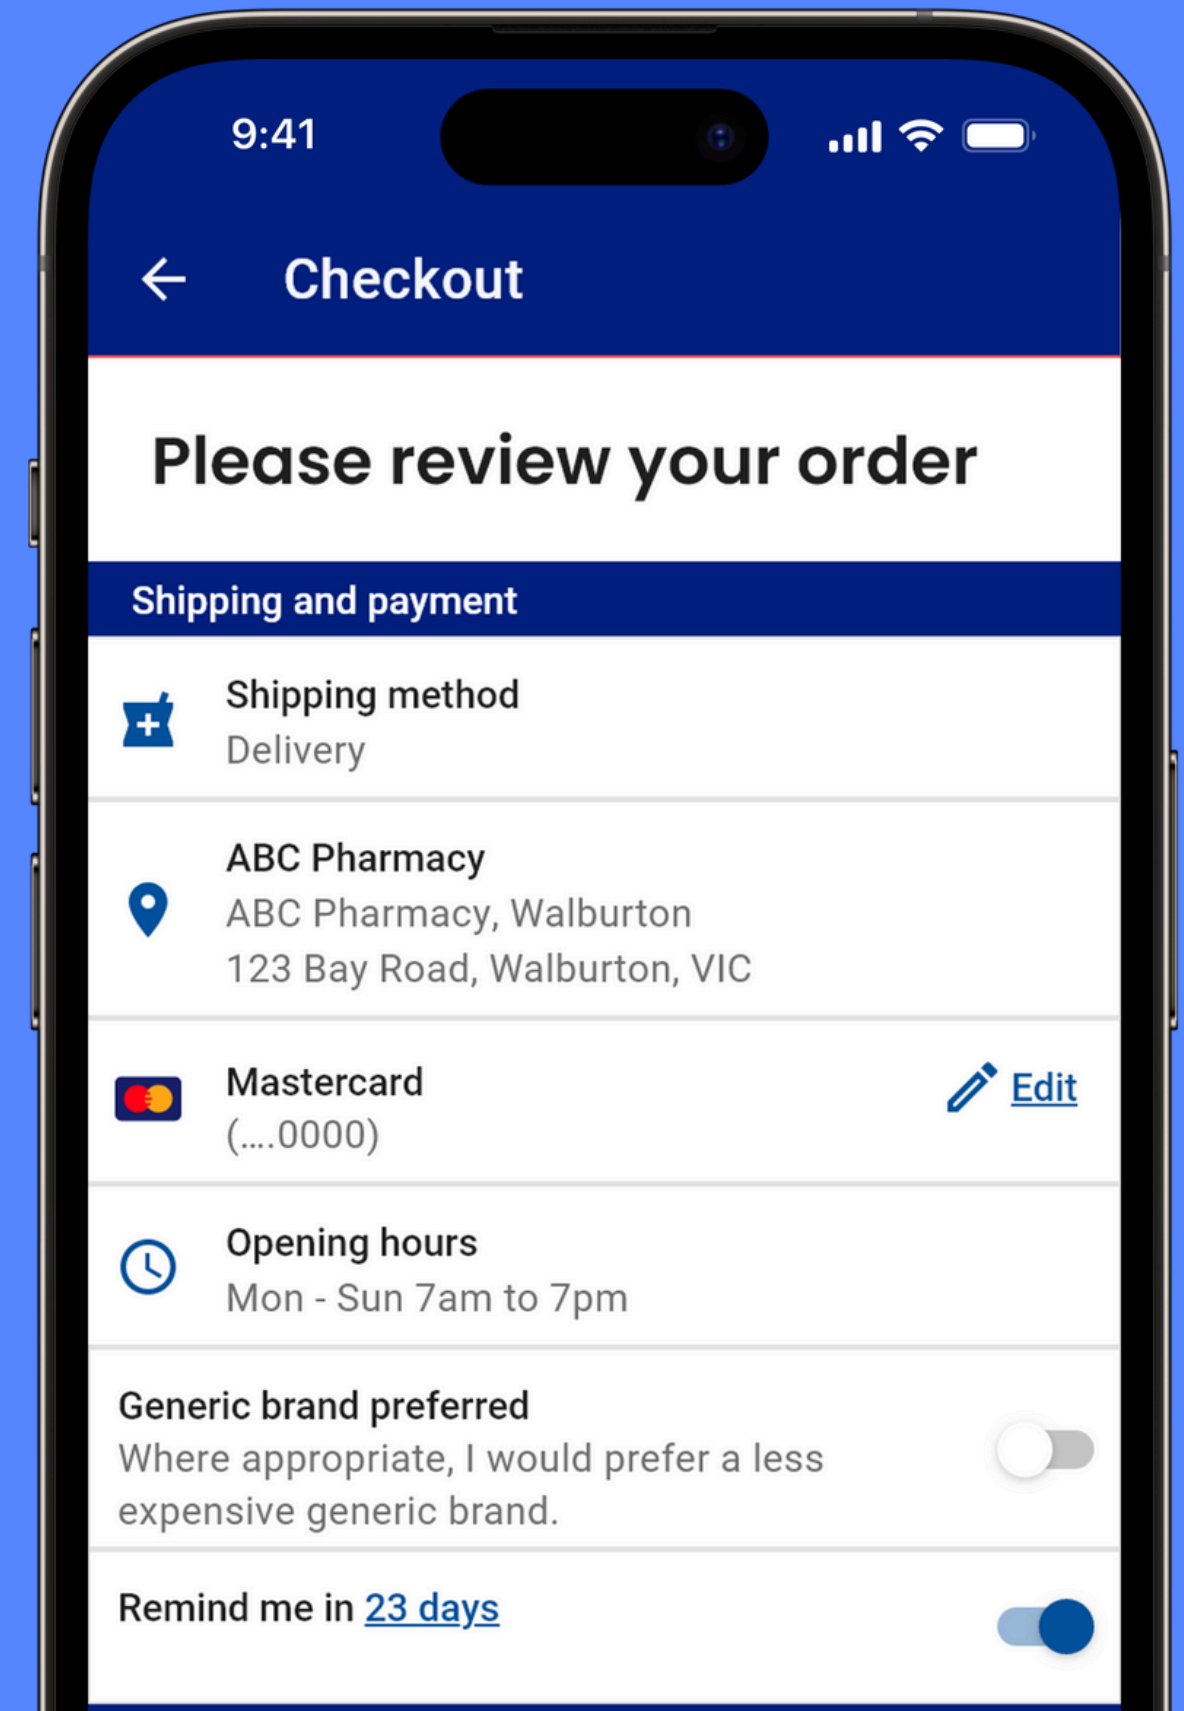 9:41
Checkout
Please review your order
Shipping and payment
Shipping method
Delivery
ABC Pharmacy
ABC Pharmacy, Walburton
123 Bay Road, Walburton, VIC
Mastercard
(....0000)
Edit
Opening hours
Mon - Sun 7am to 7pm
Generic brand preferred
Where appropriate, I would prefer a less
expensive generic brand.
Remind me in 23 days